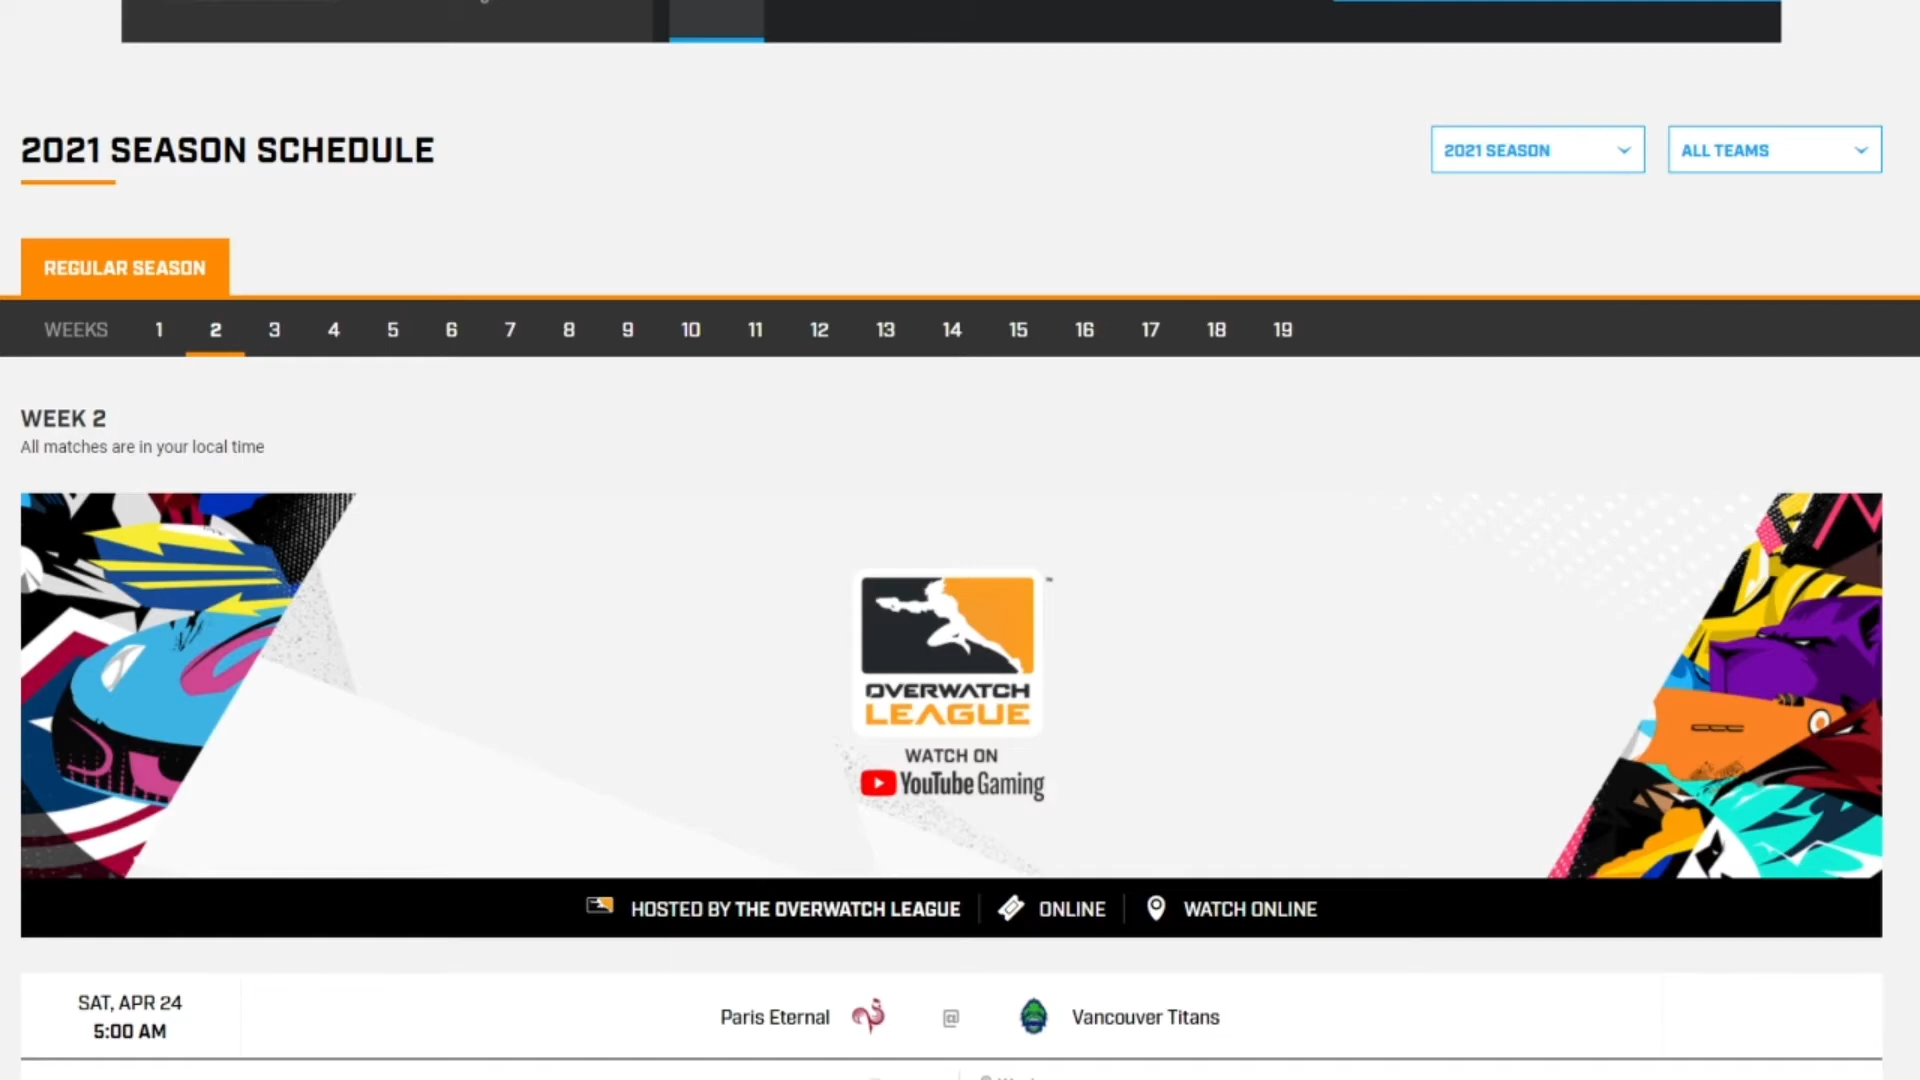 2021 SEASON SCHEDULE
2021 SEASON
ALL TEAMS
REGULAR SEASON
WEEKS 1 2 3 4 5 6 7 8 9 10 11 12 13 14 15 16 17 18 19
WEEK 2
All matches are in your local time
OVERWATCH
LEAGUE
WATCH ON
YouTube Gaming
HOSTED BY THE OVERWATCH LEAGUE
ONLINE
WATCH ONLINE
SAT, APR 24
5:00 AM
Paris Eternal @ Vancouver Titans